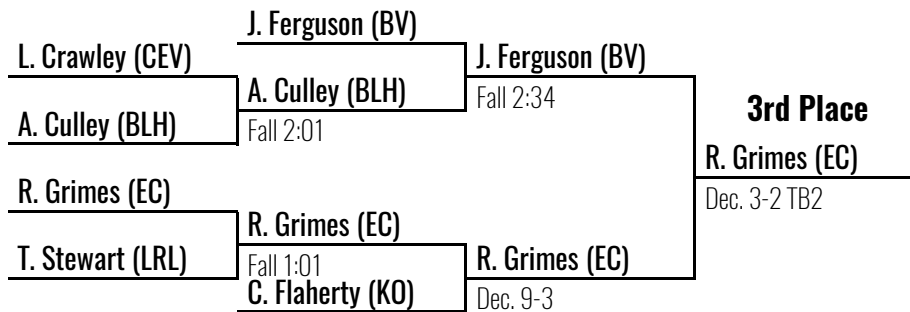 J. Ferguson (BV)
L. Crawley (CEV)
J. Ferguson (BV)
A. Culley (BLH)
Fall 2:34
A. Culley (BLH)
Fall 2:01
3rd Place
R. Grimes (EC)
R. Grimes (EC)
Dec. 3-2 TB2
R. Grimes (EC)
T. Stewart (LRL)
Fall 1:01
R. Grimes (EC)
C. Flaherty (KO)
Dec. 9-3